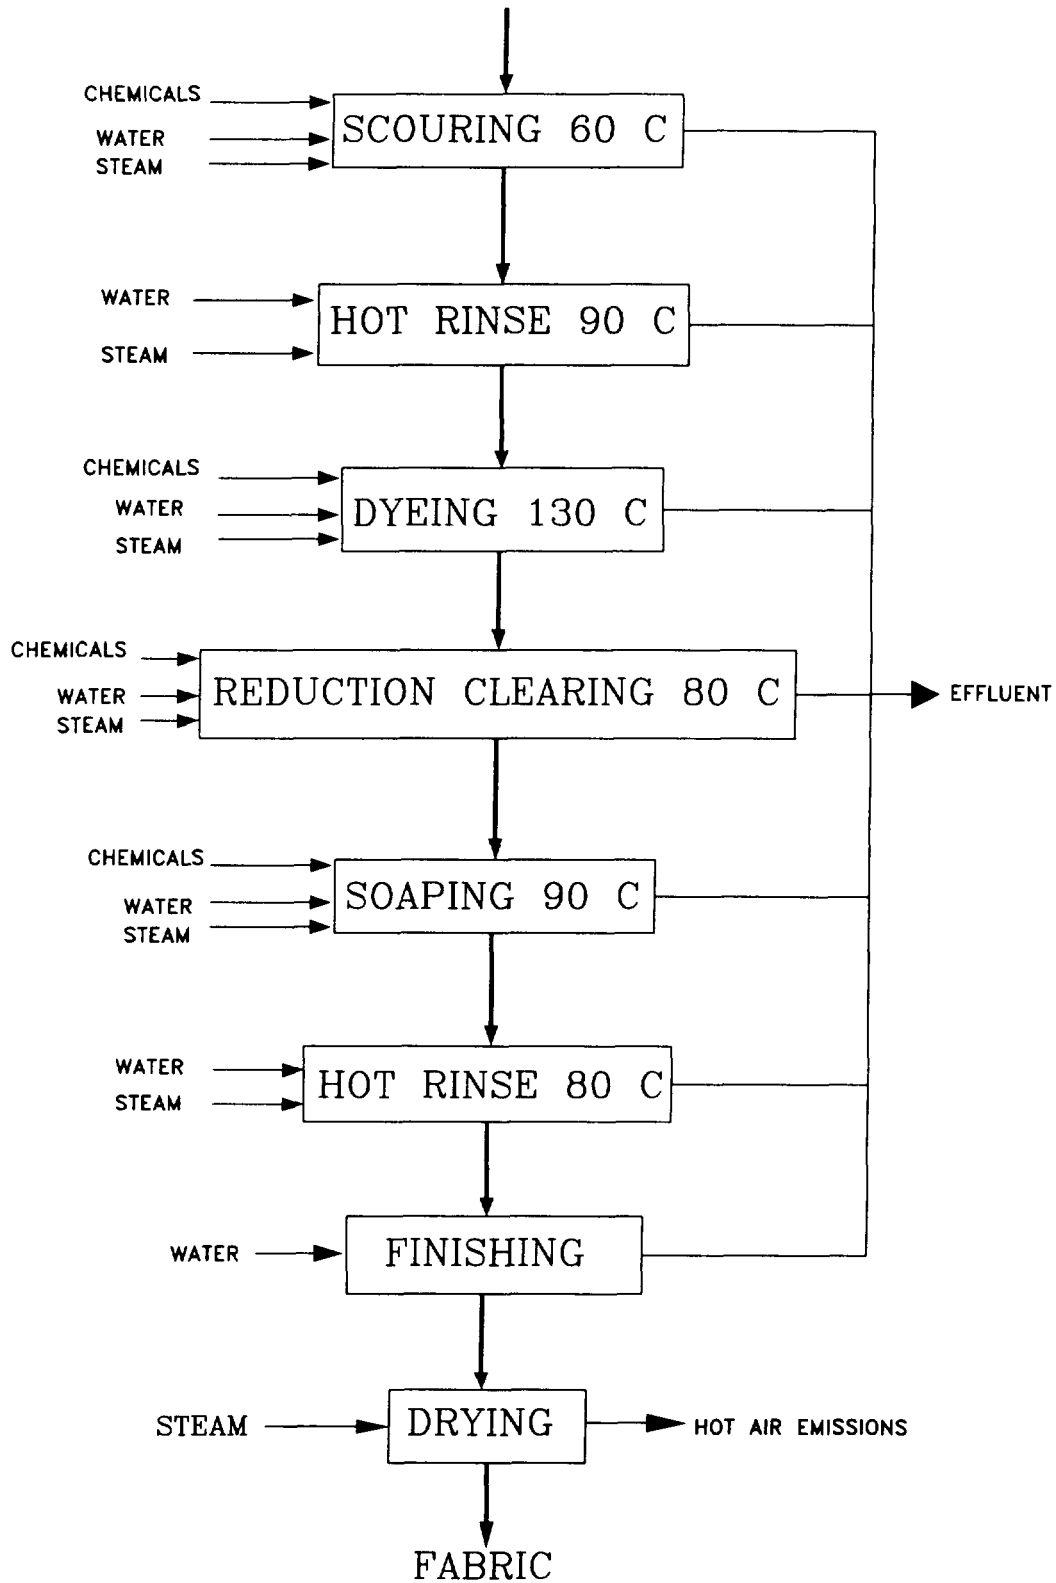 CHEMICALS
WATER
STEAM
SCOURING 60 C
WATER
STEAM
HOT RINSE 90 C
CHEMICALS
WATER
STEAM
DYEING 130 C
CHEMICALS
WATER
STEAM
REDUCTION CLEARING 80 C
EFFLUENT
CHEMICALS
WATER
STEAM
SOAPING 90 C
WATER
STEAM
HOT RINSE 80 C
WATER
FINISHING
STEAM
DRYING
HOT AIR EMISSIONS
FABRIC